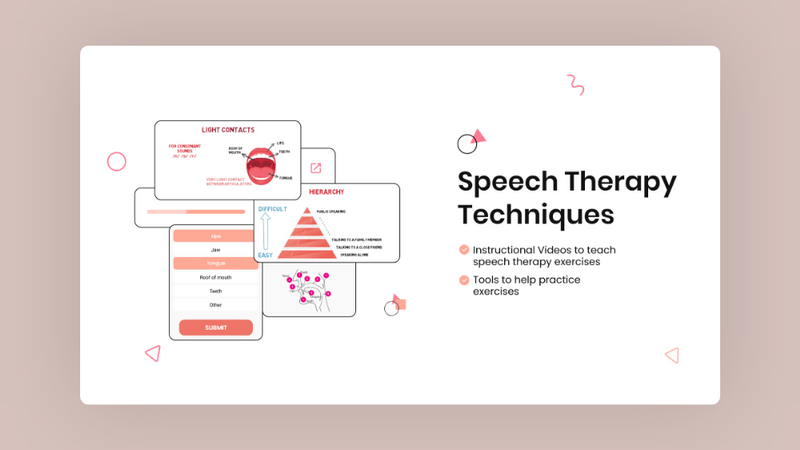 LIGHT CONTACTS
FOR CONSONANT
SOUNDS
ROOF OF
MOUTH
LIPS
TEETH
TONGUE
VERY LIGHT CONTACT
BETWEEN ARTICULATORS
HIERARCHY
DIFFICULT
EASY
PUBLIC SPEAKING
TALKING TO A FAMILY MEMBER
TALKING TO A CLOSE FRIEND
SPEAKING ALONE
Lips
Jaw
Tongue
Roof of mouth
Teeth
Other
SUBMIT
Speech Therapy
Techniques
Instructional Videos to teach
speech therapy exercises
Tools to help practice
exercises